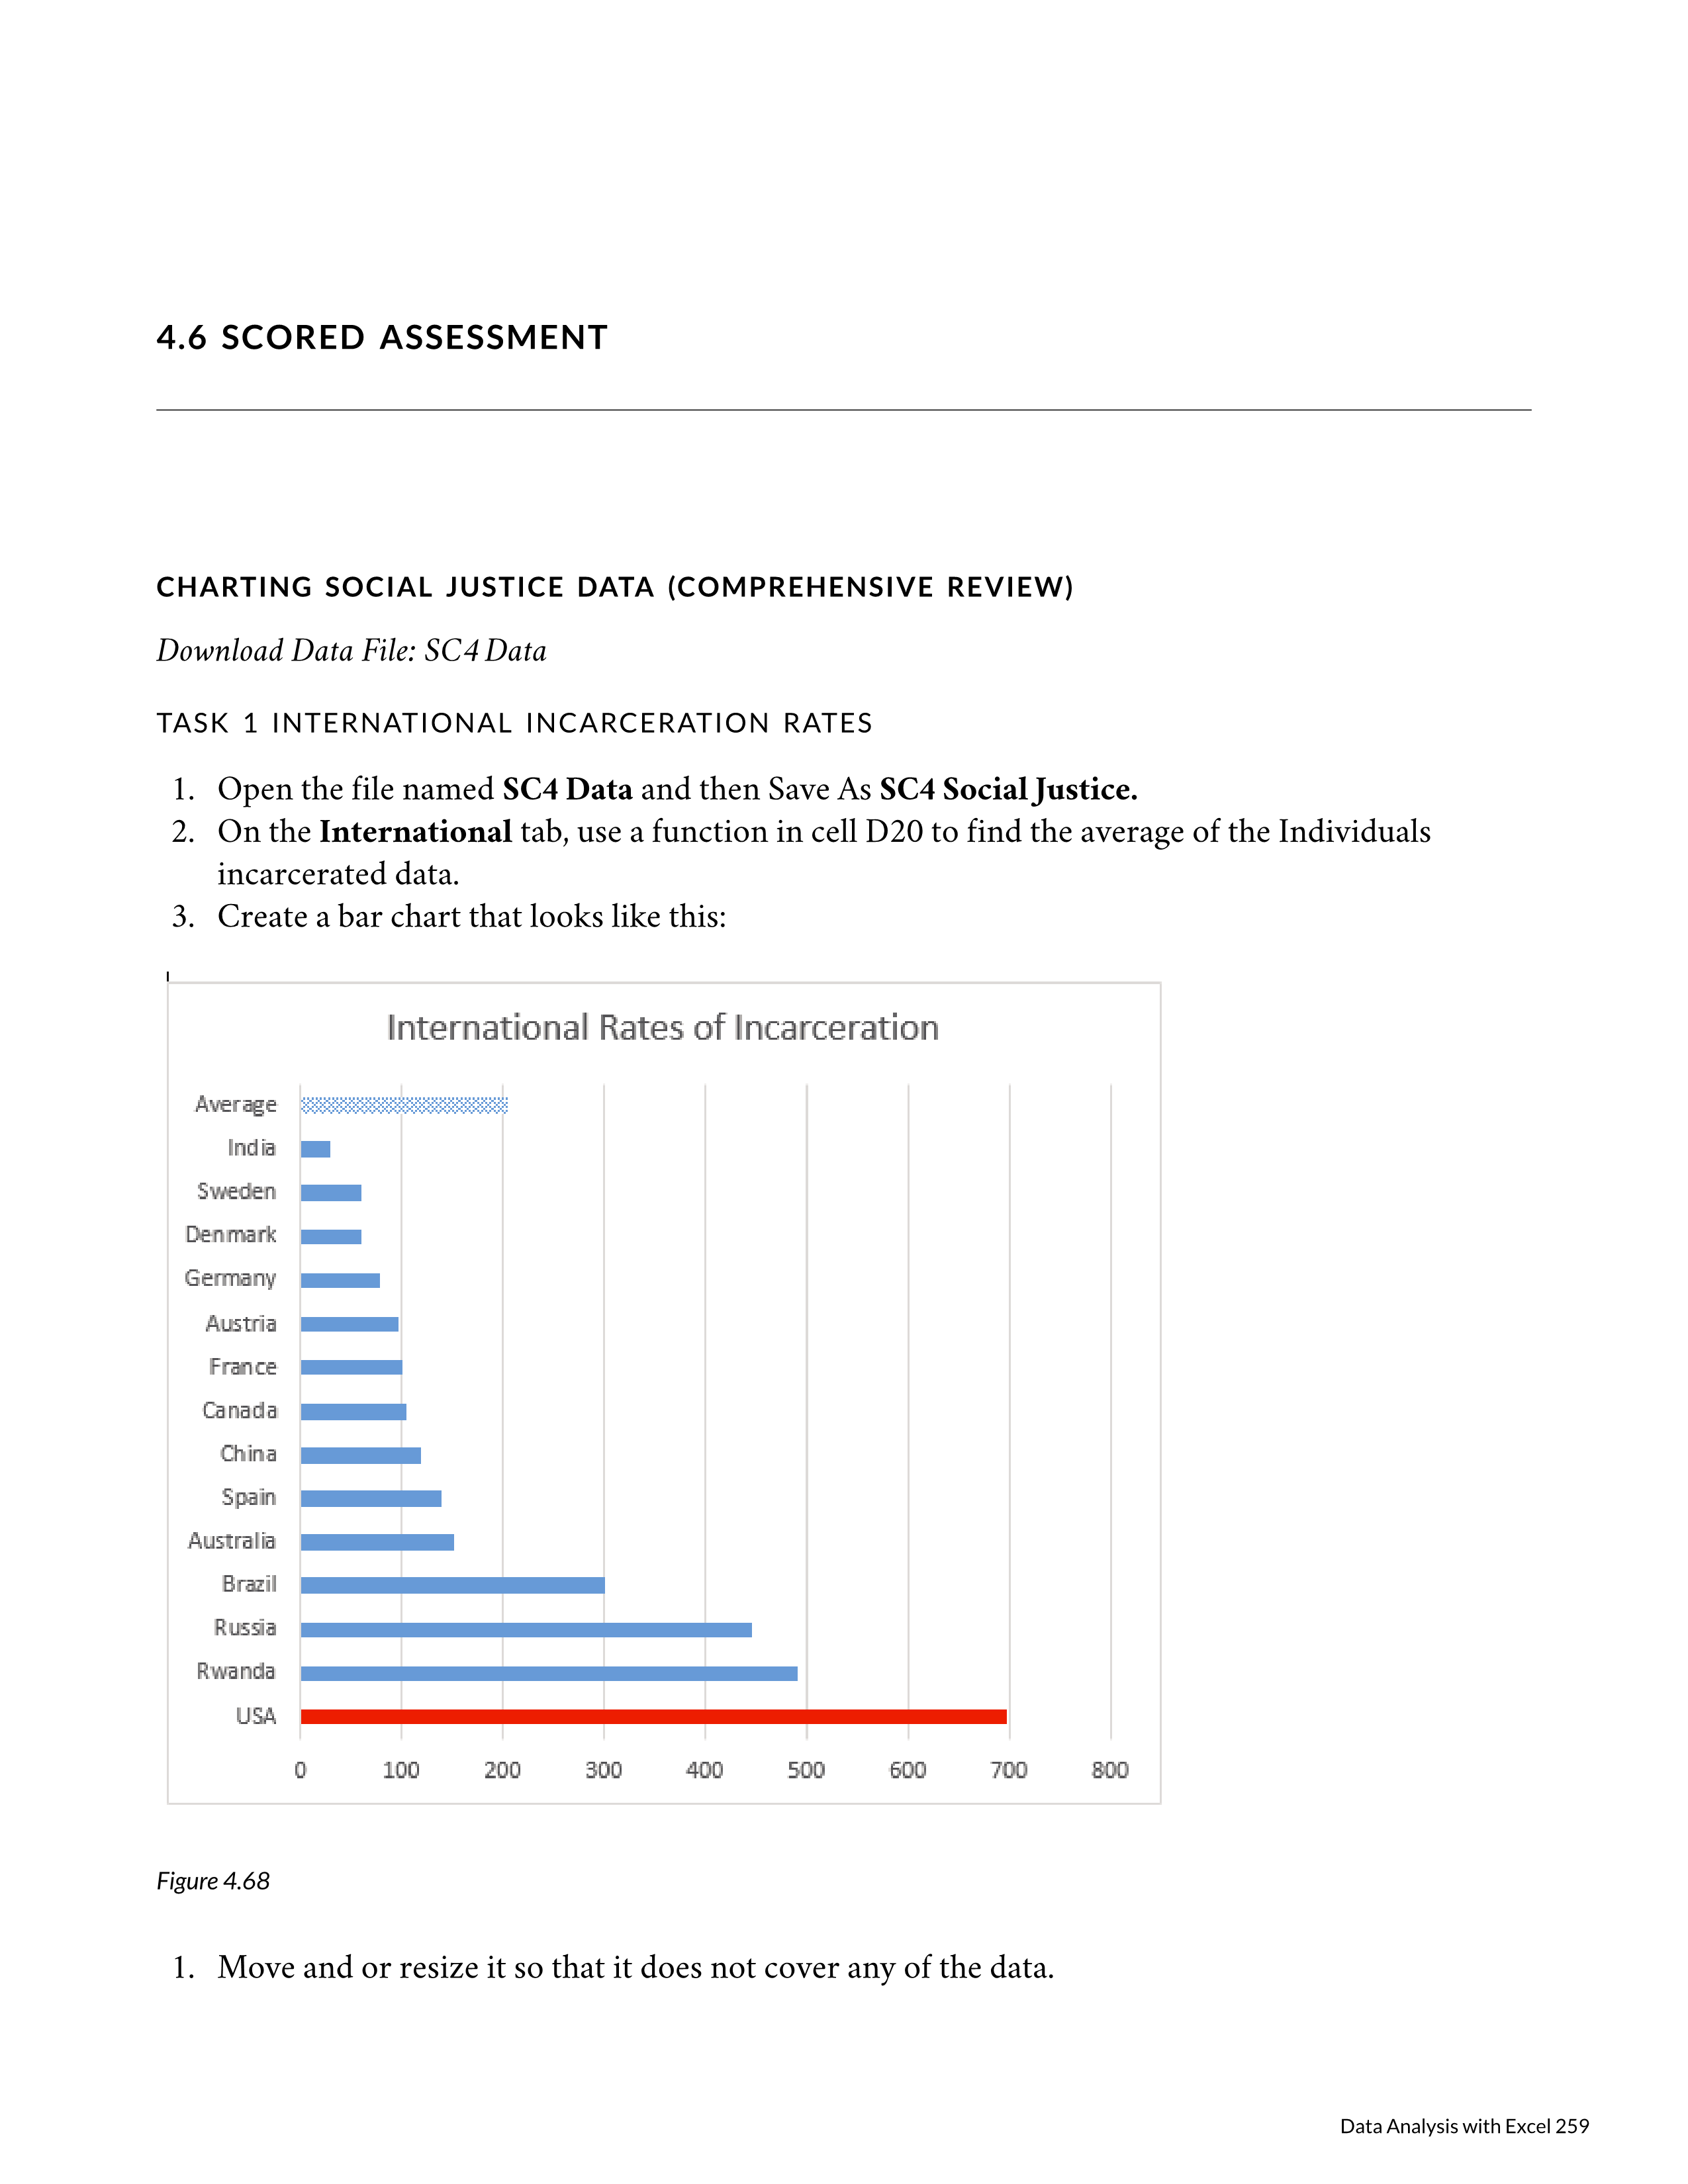 4.6 SCORED ASSESSMENT
CHARTING SOCIAL JUSTICE DATA (COMPREHENSIVE REVIEW)
Download Data File: SC4 Data
TASK 1 INTERNATIONAL INCARCERATION RATES
1. Open the file named SC4 Data and then Save As SC4 Social Justice.
2. On the International tab, use a function in cell D20 to find the average of the Individuals
incarcerated data.
3. Create a bar chart that looks like this:
International Rates of Incarceration
Average
India
Sweden
Denmark
Germany
Austria
France
Canada
China
Spain
Australia
Brazil
Russia
Rwanda
USA
0 100 200 300 400 500 600 700 800
Figure 4.68
1. Move and or resize it so that it does not cover any of the data.
Data Analysis with Excel 259